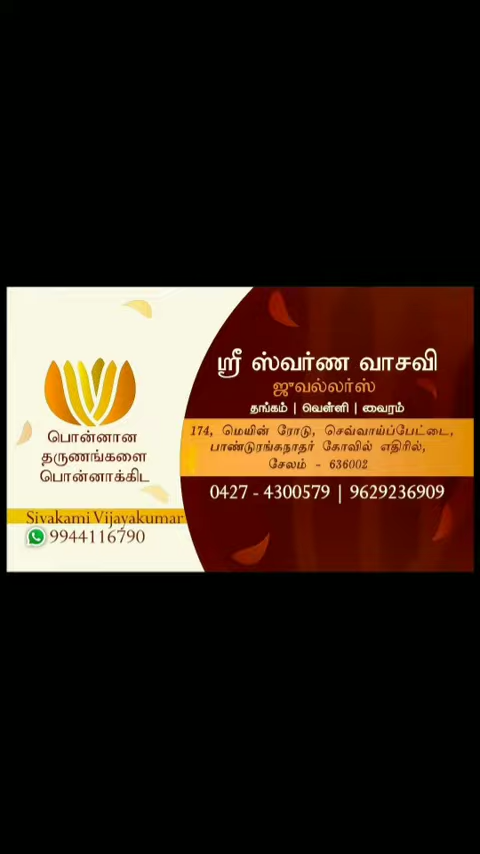 பொன்னான
தருணங்களை
பொன்னாக்கிட
Sivakami Vijayakumar
9944116790
ஸ்ரீ ஸ்வர்ண வாசவி
ஜுவல்லர்ஸ்
தங்கம் | வெள்ளி | வைரம்
174, மெயின் ரோடு, செவ்வாய்ப்பேட்டை,
பாண்டுரங்கநாதர் கோவில் எதிரில்,
சேலம் - 636002
0427 - 4300579 | 9629236909